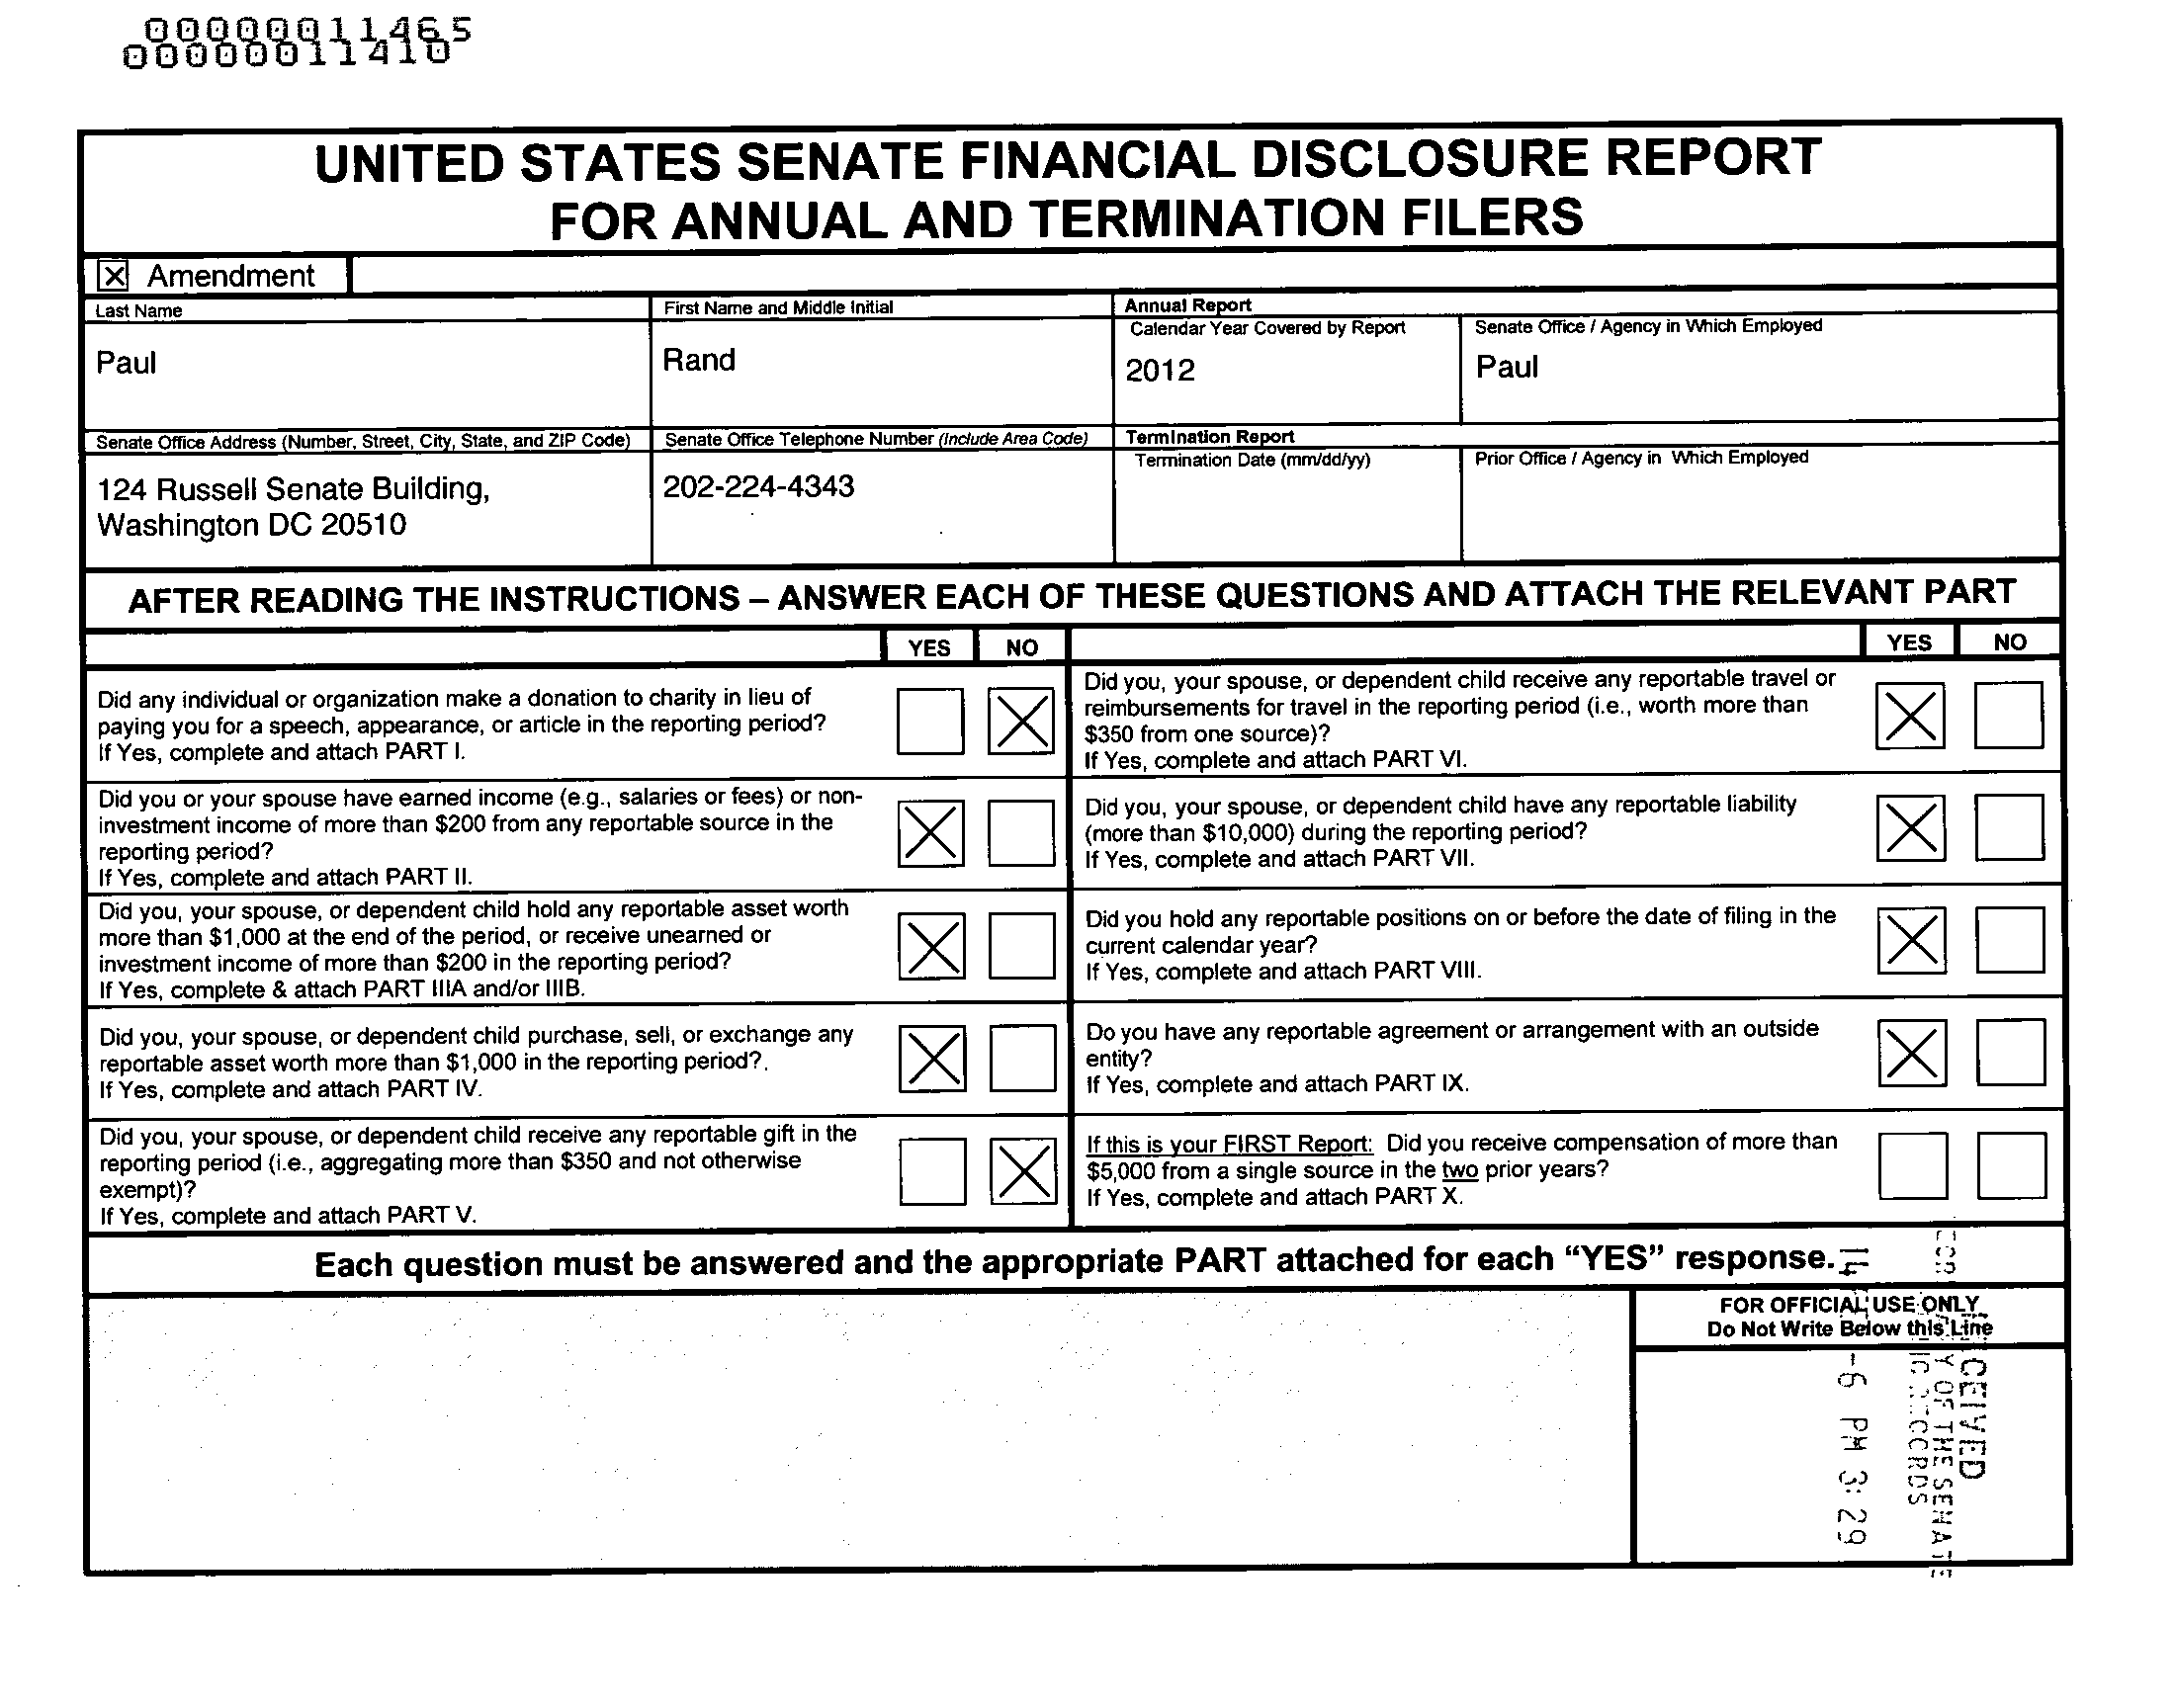 00000011465
00000011410
UNITED STATES SENATE FINANCIAL DISCLOSURE REPORT
FOR ANNUAL AND TERMINATION FILERS
Amendment
Last Name
First Name and Middle Initial
Annual Report
Calendar Year Covered by Report
Senate Office / Agency in Which Employed
Paul
Rand
2012
Paul
Senate Office Address (Number, Street, City, State, and ZIP Code)
Senate Office Telephone Number (Include Area Code)
Termination Report
Termination Date (mm/dd/yy)
Prior Office / Agency in Which Employed
124 Russell Senate Building,
Washington DC 20510
202-224-4343
AFTER READING THE INSTRUCTIONS – ANSWER EACH OF THESE QUESTIONS AND ATTACH THE RELEVANT PART
YES NO
Did any individual or organization make a donation to charity in lieu of
paying you for a speech, appearance, or article in the reporting period?
If Yes, complete and attach PART I.
Did you or your spouse have earned income (e.g., salaries or fees) or non-
investment income of more than $200 from any reportable source in the
reporting period?
If Yes, complete and attach PART II.
Did you, your spouse, or dependent child hold any reportable asset worth
more than $1,000 at the end of the period, or receive unearned or
investment income of more than $200 in the reporting period?
If Yes, complete & attach PART IIIA and/or IIIB.
Did you, your spouse, or dependent child purchase, sell, or exchange any
reportable asset worth more than $1,000 in the reporting period?.
If Yes, complete and attach PART IV.
Did you, your spouse, or dependent child receive any reportable gift in the
reporting period (i.e., aggregating more than $350 and not otherwise
exempt)?
If Yes, complete and attach PART V.
YES NO
Did you, your spouse, or dependent child receive any reportable travel or
reimbursements for travel in the reporting period (i.e., worth more than
$350 from one source)?
If Yes, complete and attach PART VI.
Did you, your spouse, or dependent child have any reportable liability
(more than $10,000) during the reporting period?
If Yes, complete and attach PART VII.
Did you hold any reportable positions on or before the date of filing in the
current calendar year?
If Yes, complete and attach PART VIII.
Do you have any reportable agreement or arrangement with an outside
entity?
If Yes, complete and attach PART IX.
If this is your FIRST Report: Did you receive compensation of more than
$5,000 from a single source in the two prior years?
If Yes, complete and attach PART X.
Each question must be answered and the appropriate PART attached for each “YES” response.
FOR OFFICIAL USE ONLY
Do Not Write Below this Line
CEIVED
Y OF THE SENATE
-6 PM 3:29